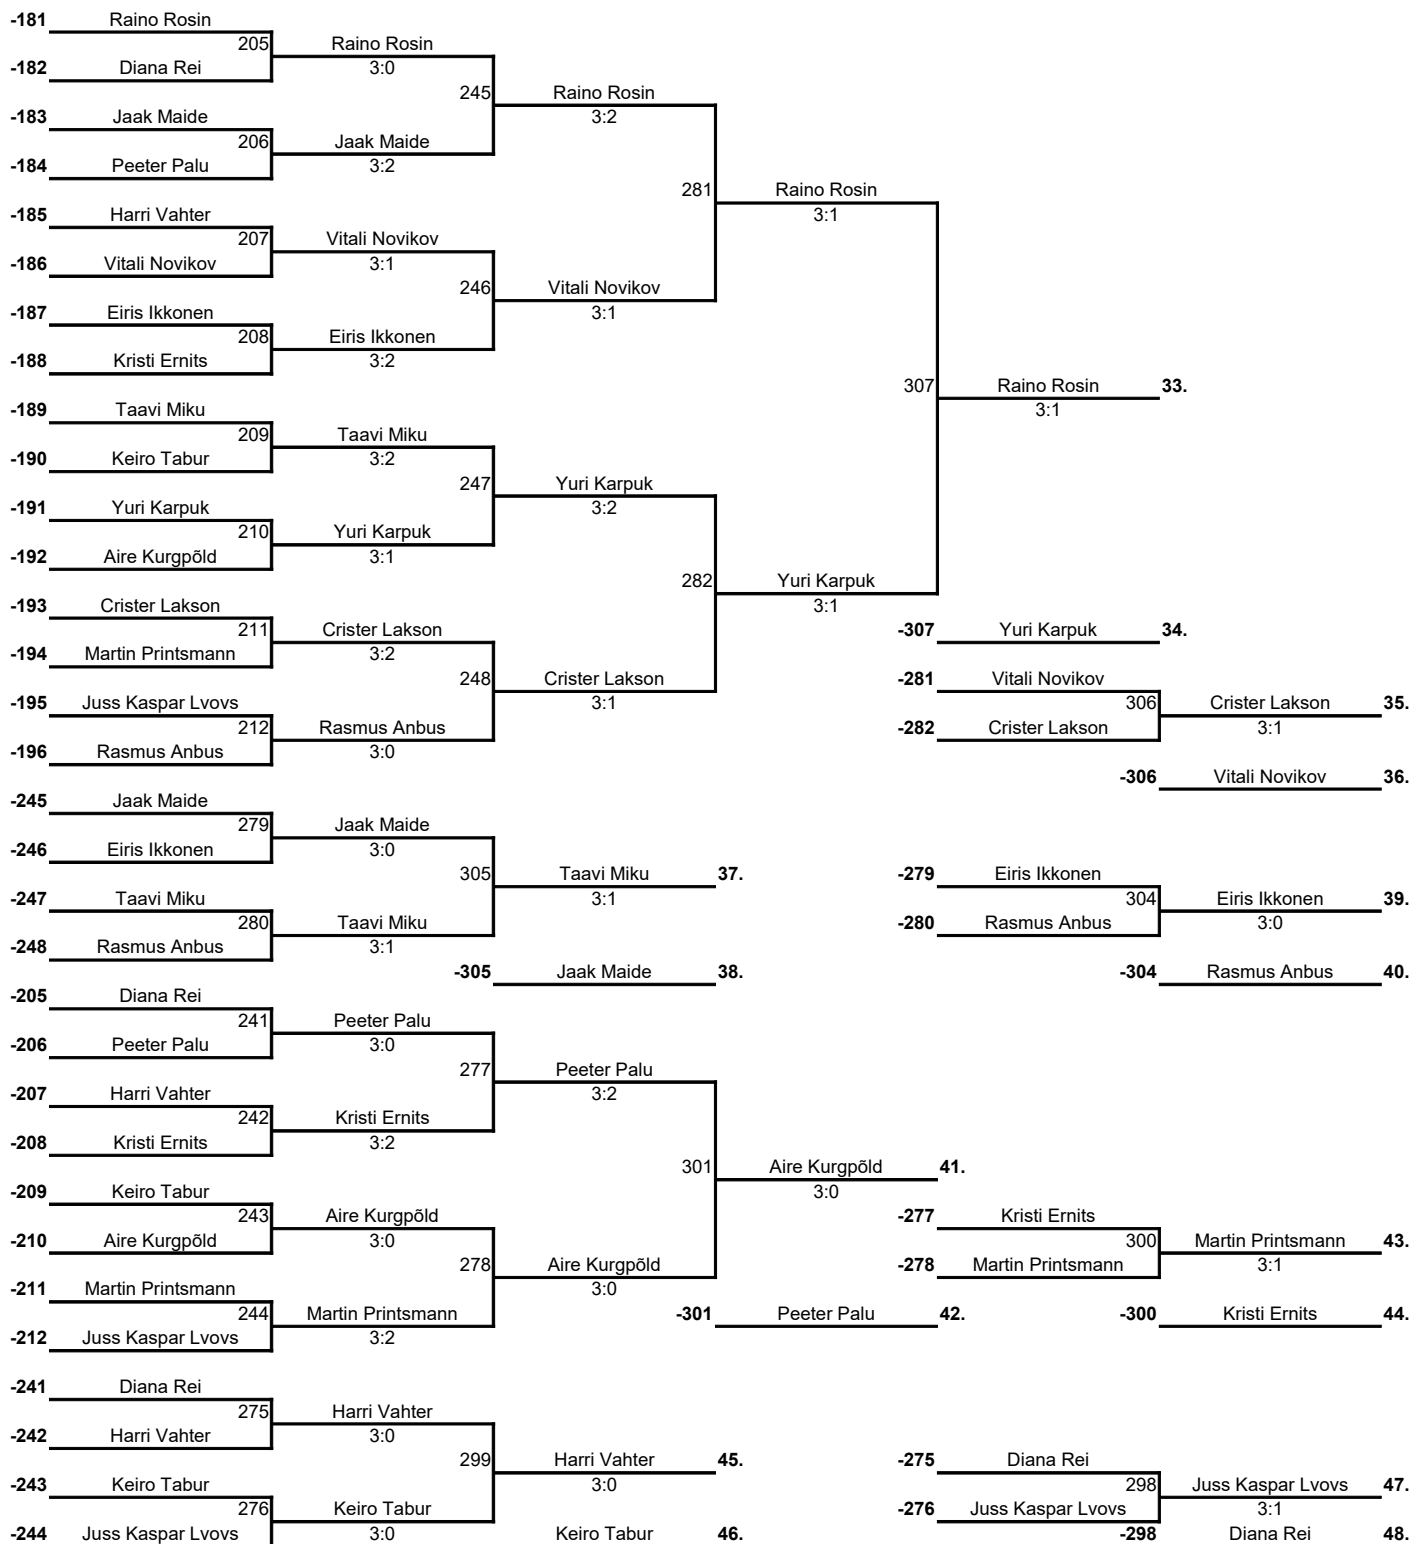 -181 Raino Rosin
205 Raino Rosin
-182 Diana Rei 3:0
245 Raino Rosin
-183 Jaak Maide 3:2
206 Jaak Maide
-184 Peeter Palu 3:2
281 Raino Rosin
-185 Harri Vahter 3:1
207 Vitali Novikov
-186 Vitali Novikov 3:1
246 Vitali Novikov
-187 Eiris Ikkonen 3:1
208 Eiris Ikkonen
-188 Kristi Ernits 3:2
307 Raino Rosin 33.
-189 Taavi Miku 3:1
209 Taavi Miku
-190 Keiro Tabur 3:2
247 Yuri Karpuk
-191 Yuri Karpuk 3:2
210 Yuri Karpuk
-192 Aire Kurgpõld 3:1
282 Yuri Karpuk
-193 Crister Lakson 3:1
211 Crister Lakson -307 Yuri Karpuk 34.
-194 Martin Printsmann 3:2
248 Crister Lakson -281 Vitali Novikov
-195 Juss Kaspar Lvovs 3:1 306 Crister Lakson 35.
212 Rasmus Anbus -282 Crister Lakson 3:1
-196 Rasmus Anbus 3:0
-306 Vitali Novikov 36.
-245 Jaak Maide
279 Jaak Maide
-246 Eiris Ikkonen 3:0
305 Taavi Miku 37. -279 Eiris Ikkonen
-247 Taavi Miku 3:1 304 Eiris Ikkonen 39.
280 Taavi Miku -280 Rasmus Anbus 3:0
-248 Rasmus Anbus 3:1
-305 Jaak Maide 38. -304 Rasmus Anbus 40.
-205 Diana Rei
241 Peeter Palu
-206 Peeter Palu 3:0
277 Peeter Palu
-207 Harri Vahter 3:2
242 Kristi Ernits
-208 Kristi Ernits 3:2
301 Aire Kurgpõld 41.
-209 Keiro Tabur 3:0
243 Aire Kurgpõld -277 Kristi Ernits
-210 Aire Kurgpõld 3:0 300 Martin Printsmann 43.
278 Aire Kurgpõld -278 Martin Printsmann 3:1
-211 Martin Printsmann 3:0
244 Martin Printsmann -301 Peeter Palu 42. -300 Kristi Ernits 44.
-212 Juss Kaspar Lvovs 3:2
-241 Diana Rei
275 Harri Vahter
-242 Harri Vahter 3:0
299 Harri Vahter 45. -275 Diana Rei
-243 Keiro Tabur 3:0 298 Juss Kaspar Lvovs 47.
276 Keiro Tabur -276 Juss Kaspar Lvovs 3:1
-244 Juss Kaspar Lvovs 3:0 Keiro Tabur 46. -298 Diana Rei 48.